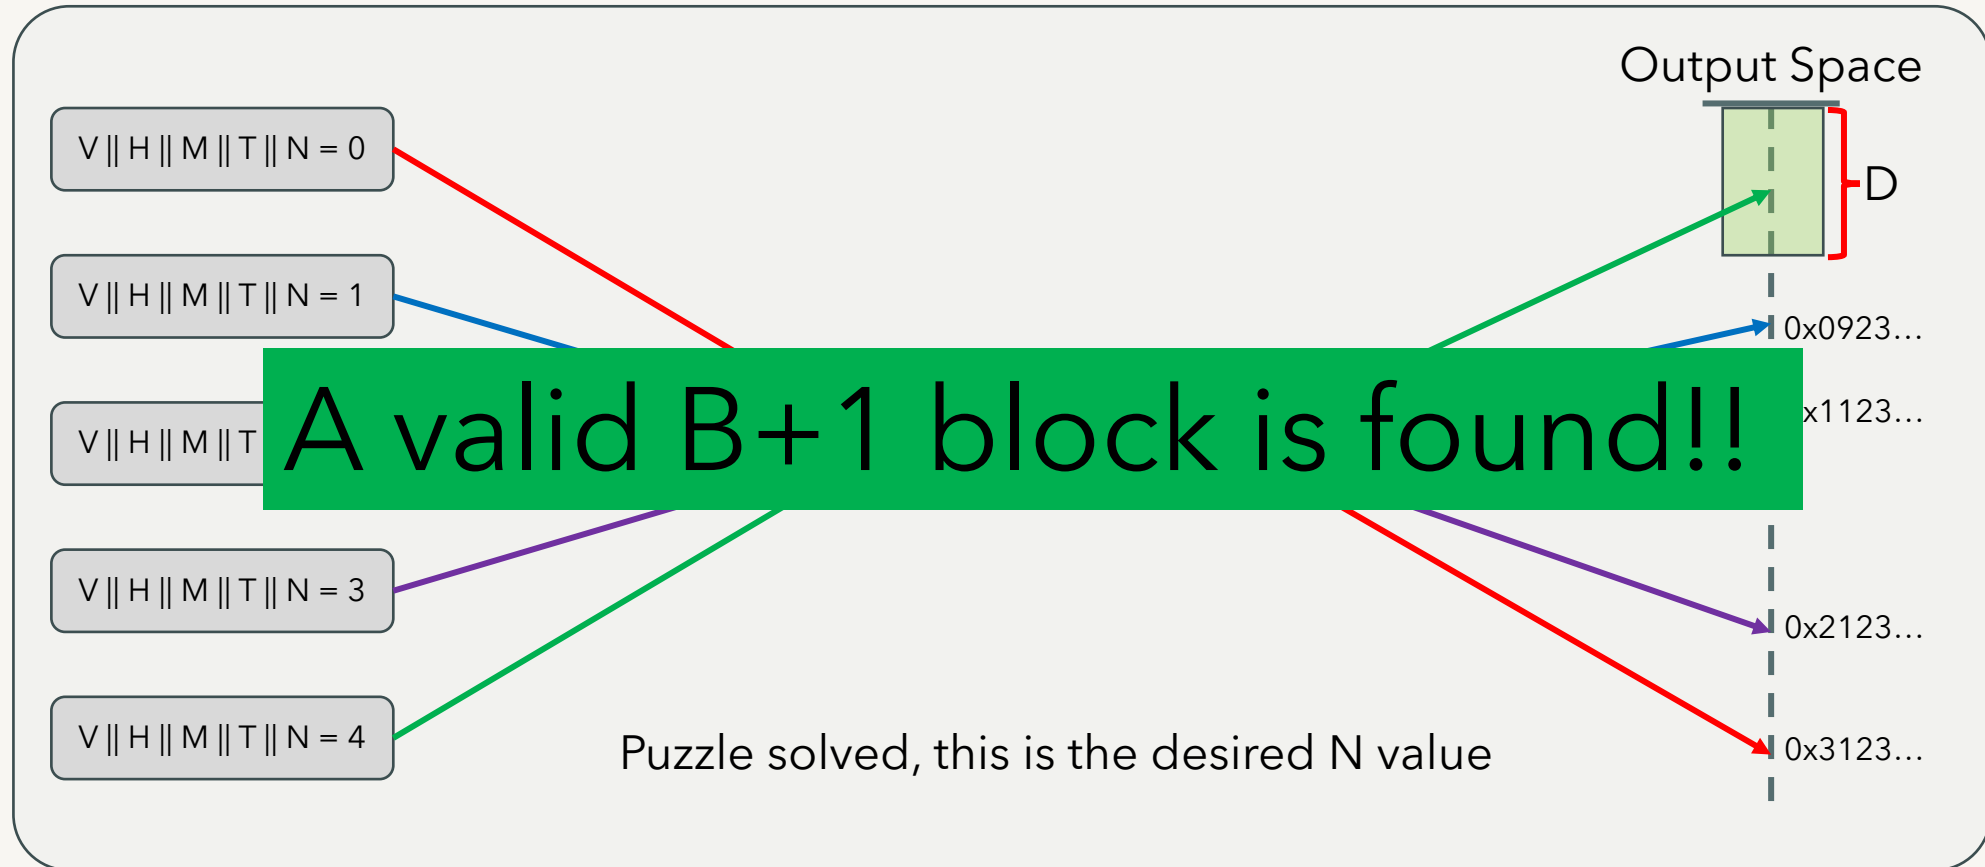 Output Space
V || H || M || T || N = 0
D
V || H || M || T || N = 1
0x0923...
V || H || M || T
A valid B+1 block is found!!
x1123...
V || H || M || T || N = 3
0x2123...
V || H || M || T || N = 4
Puzzle solved, this is the desired N value
0x3123...